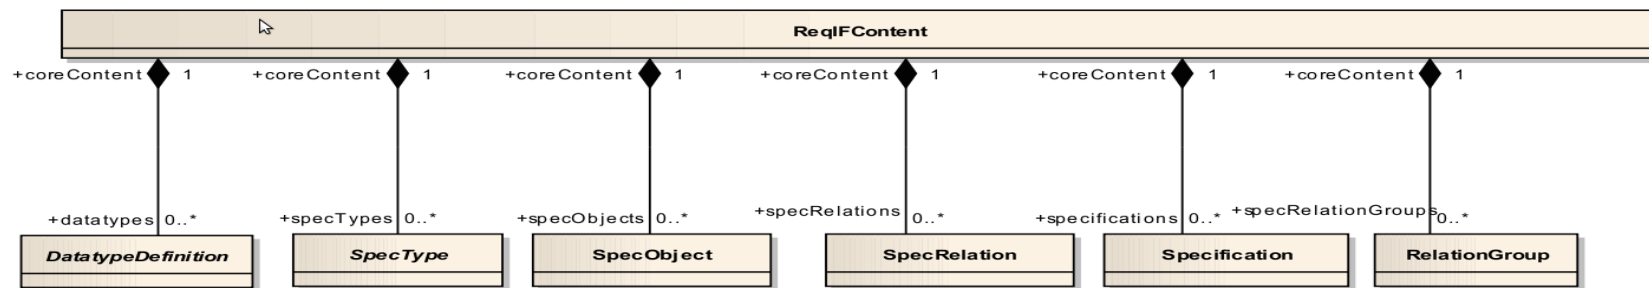 ReqIFContent
+coreContent 1 +coreContent 1 +coreContent 1 +coreContent 1 +coreContent 1 +coreContent 1
+datatypes 0..* +specTypes 0..* +specObjects 0..* +specRelations 0..* +specifications 0..* +specRelationGroups 0..*
DatatypeDefinition SpecType SpecObject SpecRelation Specification RelationGroup